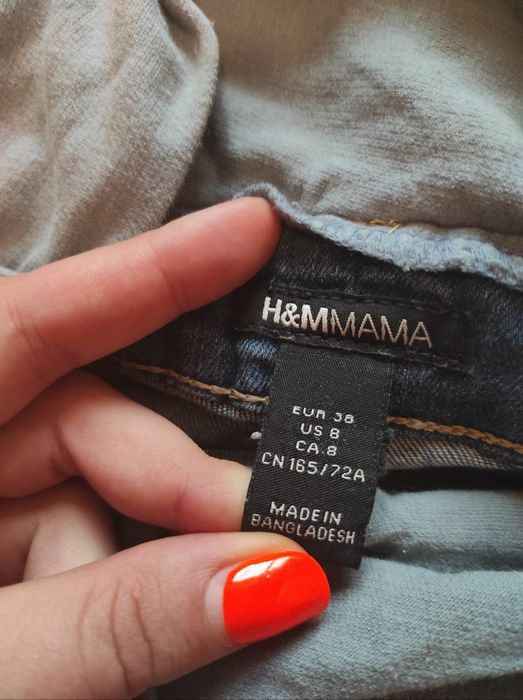 H&MMAMA
EUR 38
US 8
CA 8
CN 165/72A
MADE IN
BANGLADESH